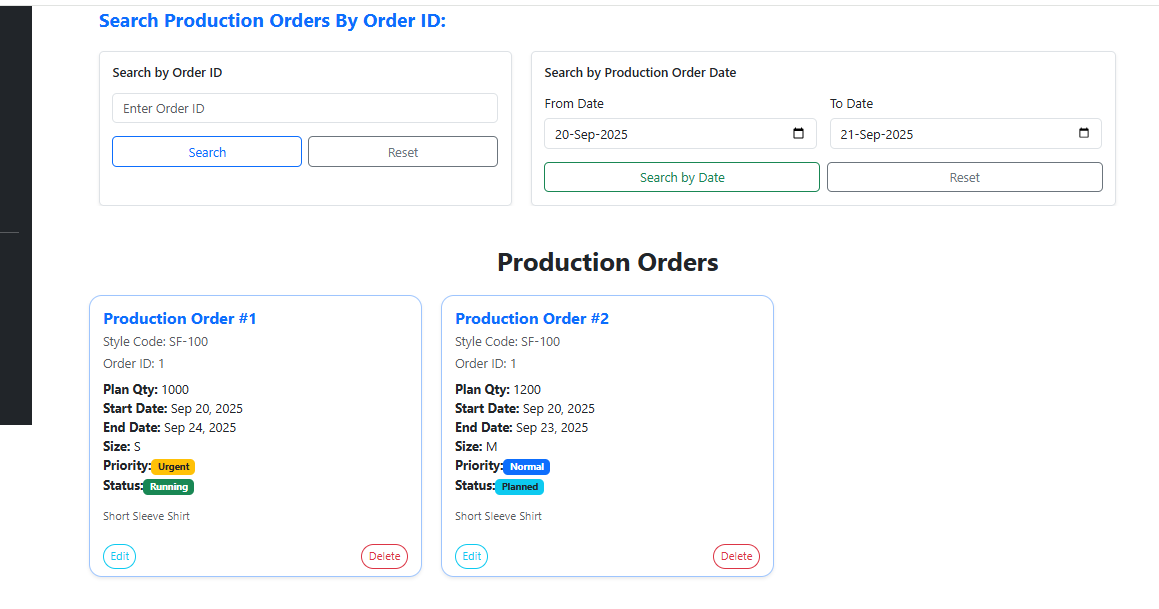 Search Production Orders By Order ID:
Search by Order ID
Enter Order ID
Search
Reset
Search by Production Order Date
From Date
To Date
20-Sep-2025
21-Sep-2025
Search by Date
Reset
Production Orders
Production Order #1
Style Code: SF-100
Order ID: 1
Plan Qty: 1000
Start Date: Sep 20, 2025
End Date: Sep 24, 2025
Size: S
Priority: Urgent
Status: Running
Short Sleeve Shirt
Edit
Delete
Production Order #2
Style Code: SF-100
Order ID: 1
Plan Qty: 1200
Start Date: Sep 20, 2025
End Date: Sep 23, 2025
Size: M
Priority: Normal
Status: Planned
Short Sleeve Shirt
Edit
Delete